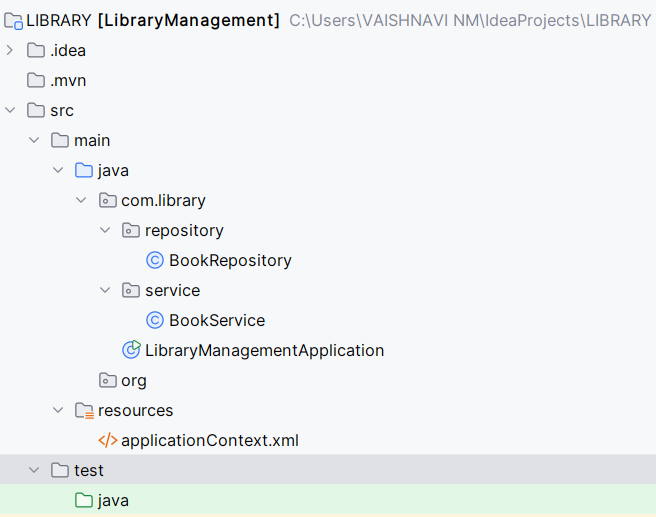 LIBRARY [LibraryManagement] C:\Users\VAISHNAVI NM\IdeaProjects\LIBRARY
.idea
.mvn
src
main
java
com.library
repository
BookRepository
service
BookService
LibraryManagementApplication
org
resources
applicationContext.xml
test
java